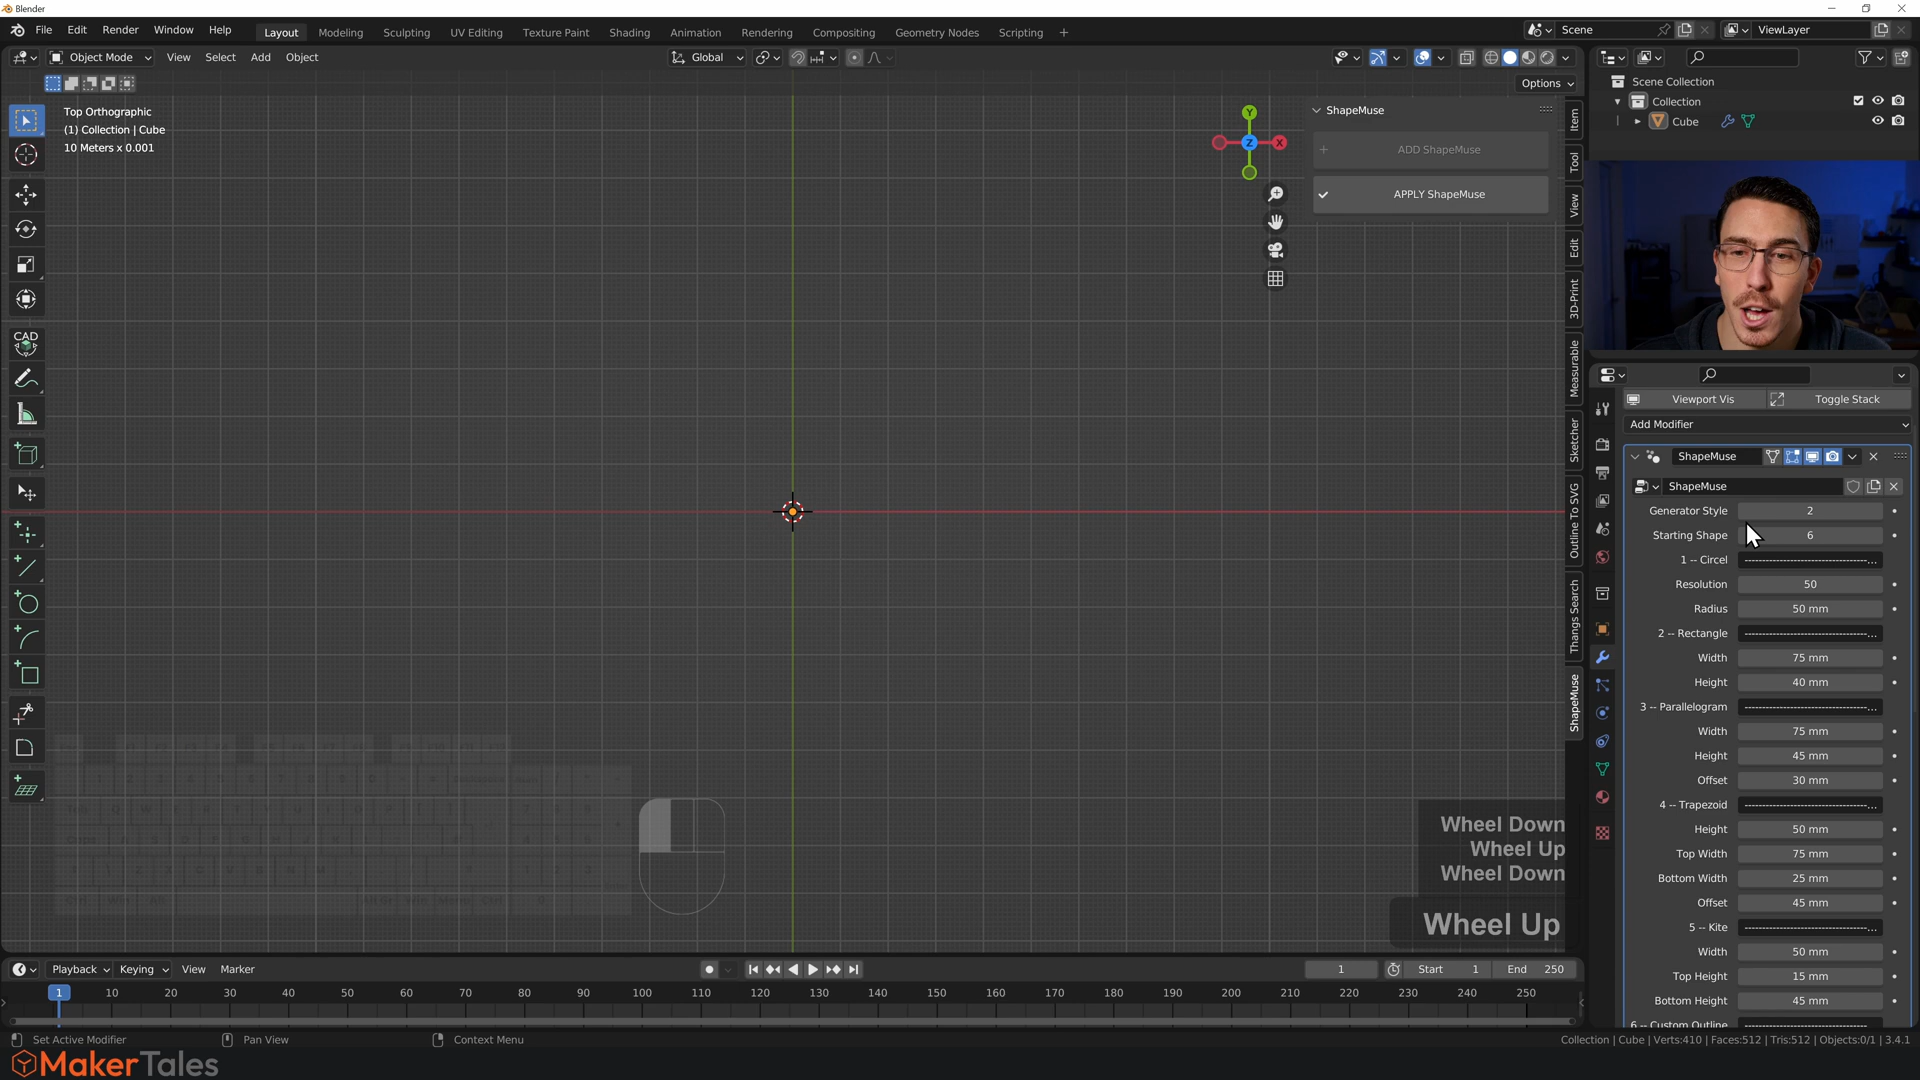 Blender
File Edit Render Window Help
Layout Modeling Sculpting UV Editing Texture Paint Shading Animation Rendering Compositing Geometry Nodes Scripting +
Scene
ViewLayer
Object Mode View Select Add Object
Global
Options
Top Orthographic
(1) Collection | Cube
10 Meters x 0.001
Y
X
Z
ShapeMuse
ADD ShapeMuse
APPLY ShapeMuse
Item
Tool
View
Edit
3D-Print
Measurable
Sketcher
Outline To SVG
Thangs Search
ShapeMuse
CAD
Scene Collection
Collection
Cube
Viewport Vis Toggle Stack
Add Modifier
ShapeMuse
ShapeMuse
Generator Style 2
Starting Shape 6
1 -- Circel -----------------------------------...
Resolution 50
Radius 50 mm
2 -- Rectangle -----------------------------------...
Width 75 mm
Height 40 mm
3 -- Parallelogram -----------------------------------...
Width 75 mm
Height 45 mm
Offset 30 mm
4 -- Trapezoid -----------------------------------...
Height 50 mm
Top Width 75 mm
Bottom Width 25 mm
Offset 45 mm
5 -- Kite -----------------------------------...
Width 50 mm
Top Height 15 mm
Bottom Height 45 mm
6 -- Custom Outline
Wheel Down
Wheel Up
Wheel Down
Wheel Up
Playback Keying View Marker
1 Start 1 End 250
1 10 20 30 40 50 60 70 80 90 100 110 120 130 140 150 160 170 180 190 200 210 220 230 240 250
Set Active Modifier Pan View Context Menu
Collection | Cube | Verts:410 | Faces:512 | Tris:512 | Objects:0/1 | 3.4.1
MakerTales